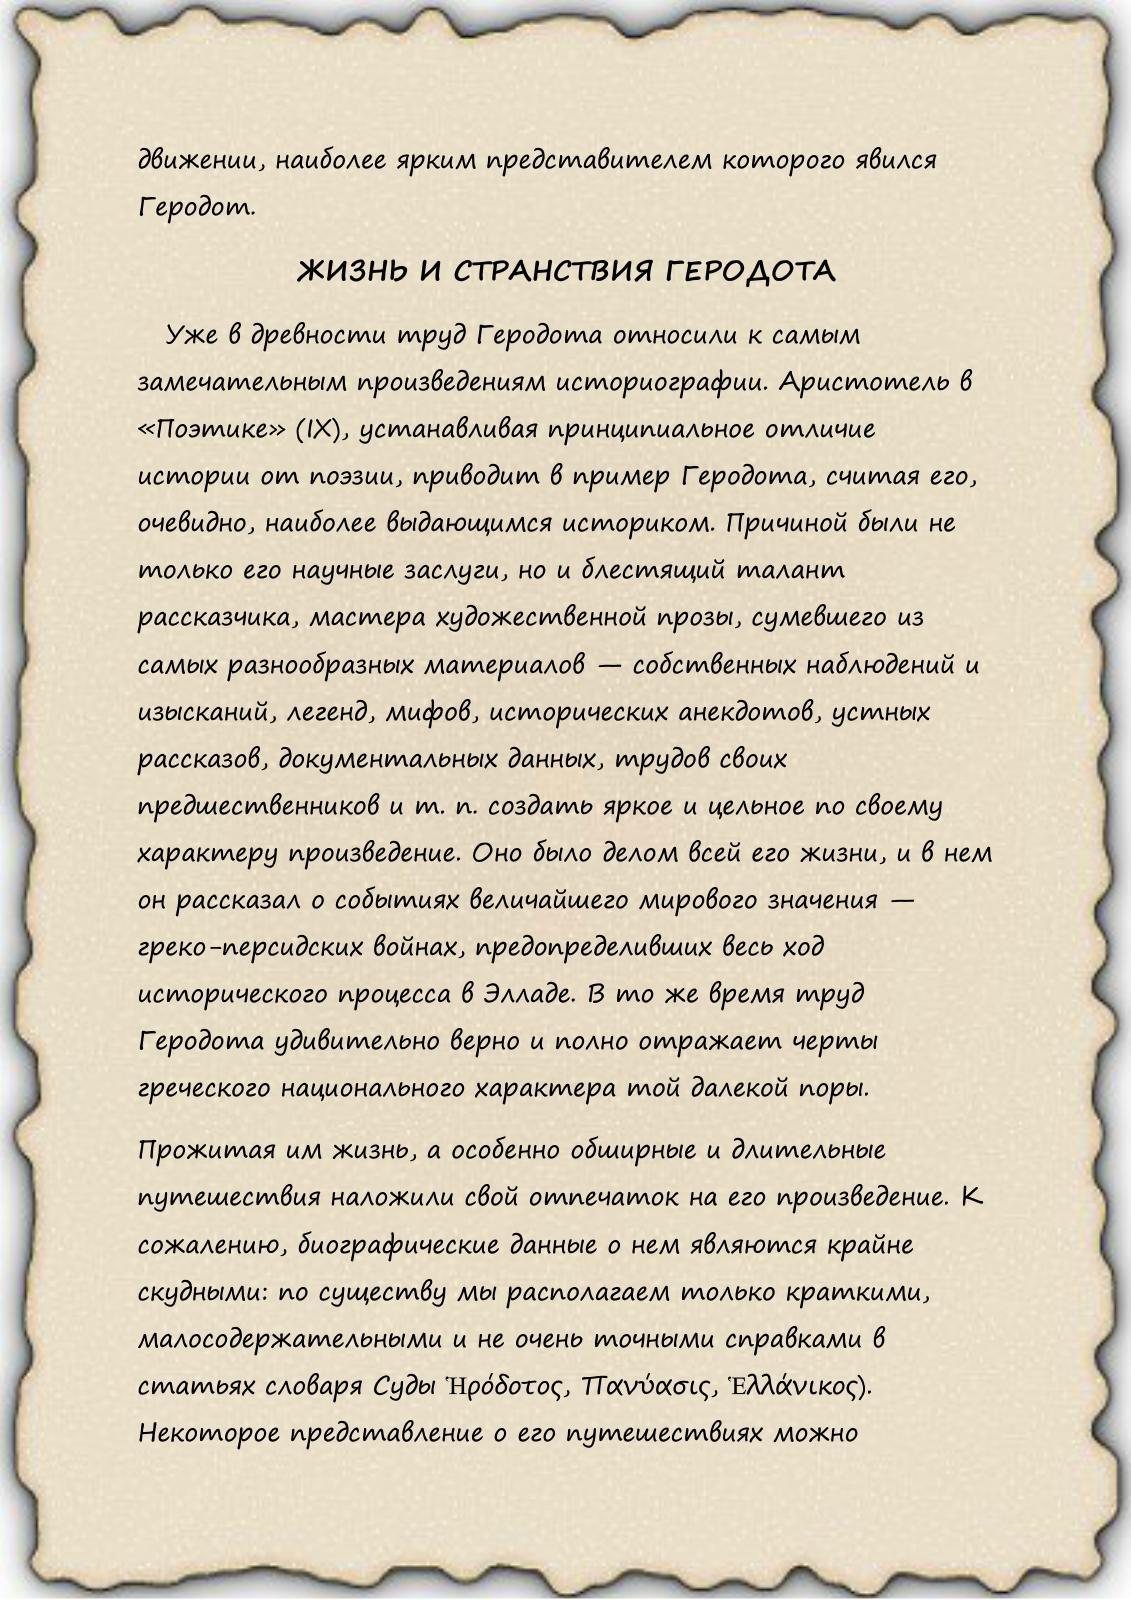 движении, наиболее ярким представителем которого явился
Геродот.
ЖИЗНЬ И СТРАНСТВИЯ ГЕРОДОТА
Уже в древности труд Геродота относили к самым
замечательным произведениям историографии. Аристотель в
«Поэтике» (IX), устанавливая принципиальное отличие
истории от поэзии, приводит в пример Геродота, считая его,
очевидно, наиболее выдающимся историком. Причиной были не
только его научные заслуги, но и блестящий талант
рассказчика, мастера художественной прозы, сумевшего из
самых разнообразных материалов — собственных наблюдений и
изысканий, легенд, мифов, исторических анекдотов, устных
рассказов, документальных данных, трудов своих
предшественников и т. п. создать яркое и цельное по своему
характеру произведение. Оно было делом всей его жизни, и в нем
он рассказал о событиях величайшего мирового значения —
греко-персидских войнах, предопределивших весь ход
исторического процесса в Элладе. В то же время труд
Геродота удивительно верно и полно отражает черты
греческого национального характера той далекой поры.
Прожитая им жизнь, а особенно обширные и длительные
путешествия наложили свой отпечаток на его произведение. К
сожалению, биографические данные о нем являются крайне
скудными: по существу мы располагаем только краткими,
малосодержательными и не очень точными справками в
статьях словаря Суды Ἡρόδοτος, Πανύασις, Ἑλλάνικος).
Некоторое представление о его путешествиях можно